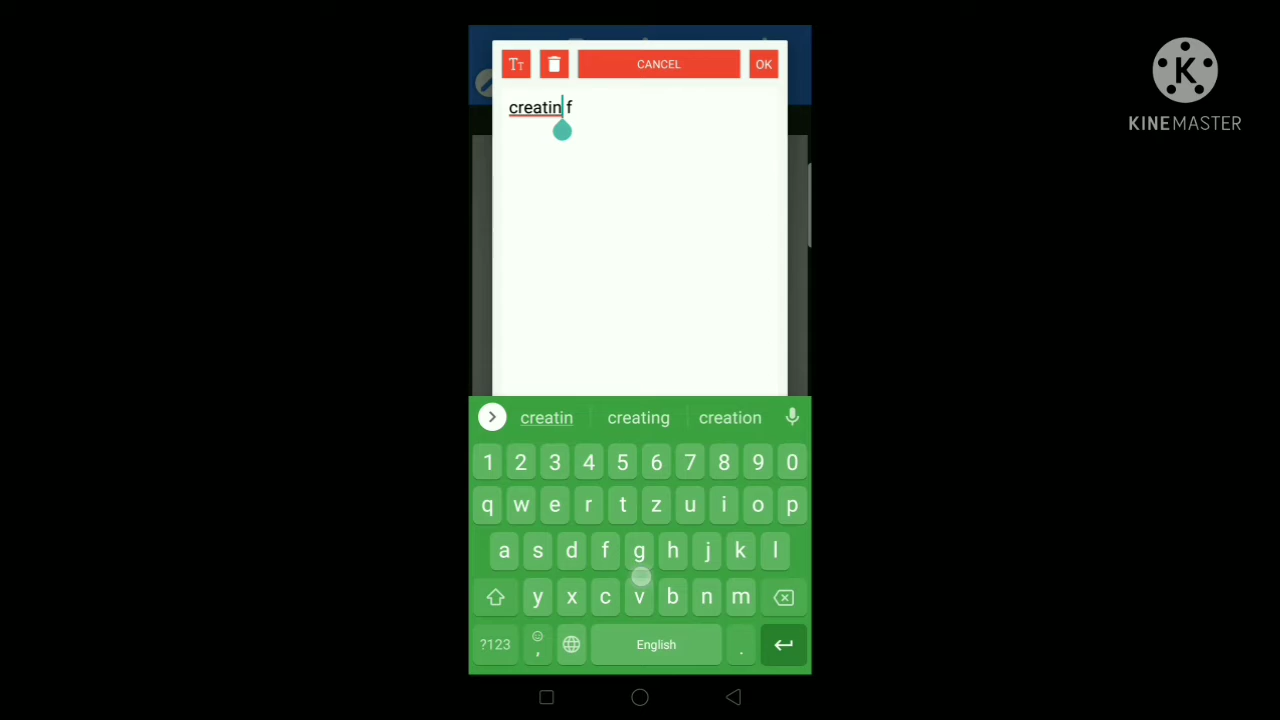 Tт
CANCEL
OK
creatin f
K
KINEMASTER
creatin creating creation
1 2 3 4 5 6 7 8 9 0
q w e r t z u i o p
a s d f g h j k l
y x c v b n m
?123 , English .